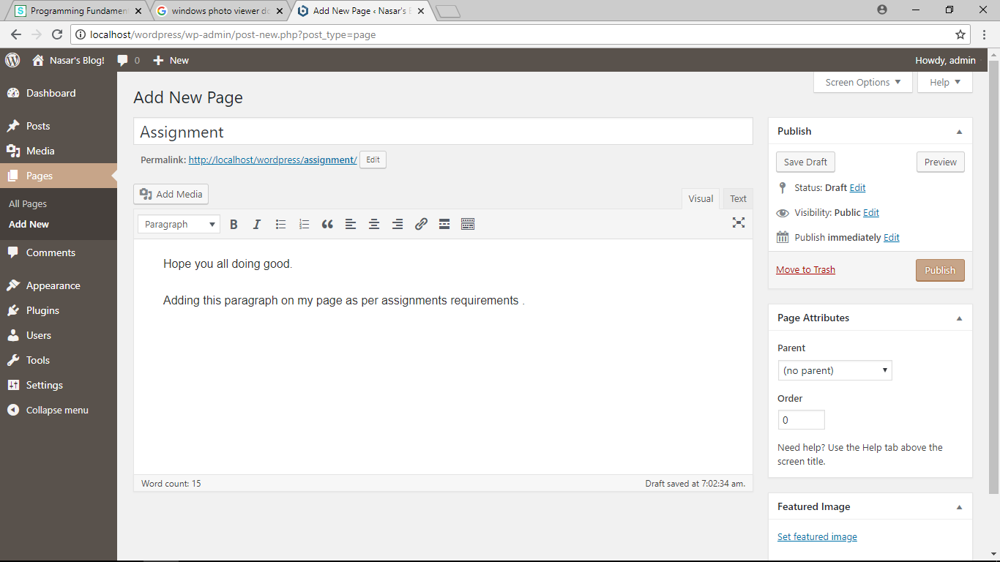 Programming Fundament
windows photo viewer do
Add New Page ‹ Nasar's B
localhost/wordpress/wp-admin/post-new.php?post_type=page
Nasar's Blog! 0 New Howdy, admin
Screen Options Help
Dashboard
Posts
Media
Pages
All Pages
Add New
Comments
Appearance
Plugins
Users
Tools
Settings
Collapse menu
Add New Page
Assignment
Permalink: http://localhost/wordpress/assignment/ Edit
Add Media
Visual Text
Paragraph B I
Hope you all doing good.
Adding this paragraph on my page as per assignments requirements .
Word count: 15 Draft saved at 7:02:34 am.
Publish
Save Draft Preview
Status: Draft Edit
Visibility: Public Edit
Publish immediately Edit
Move to Trash Publish
Page Attributes
Parent
(no parent)
Order
0
Need help? Use the Help tab above the
screen title.
Featured Image
Set featured image